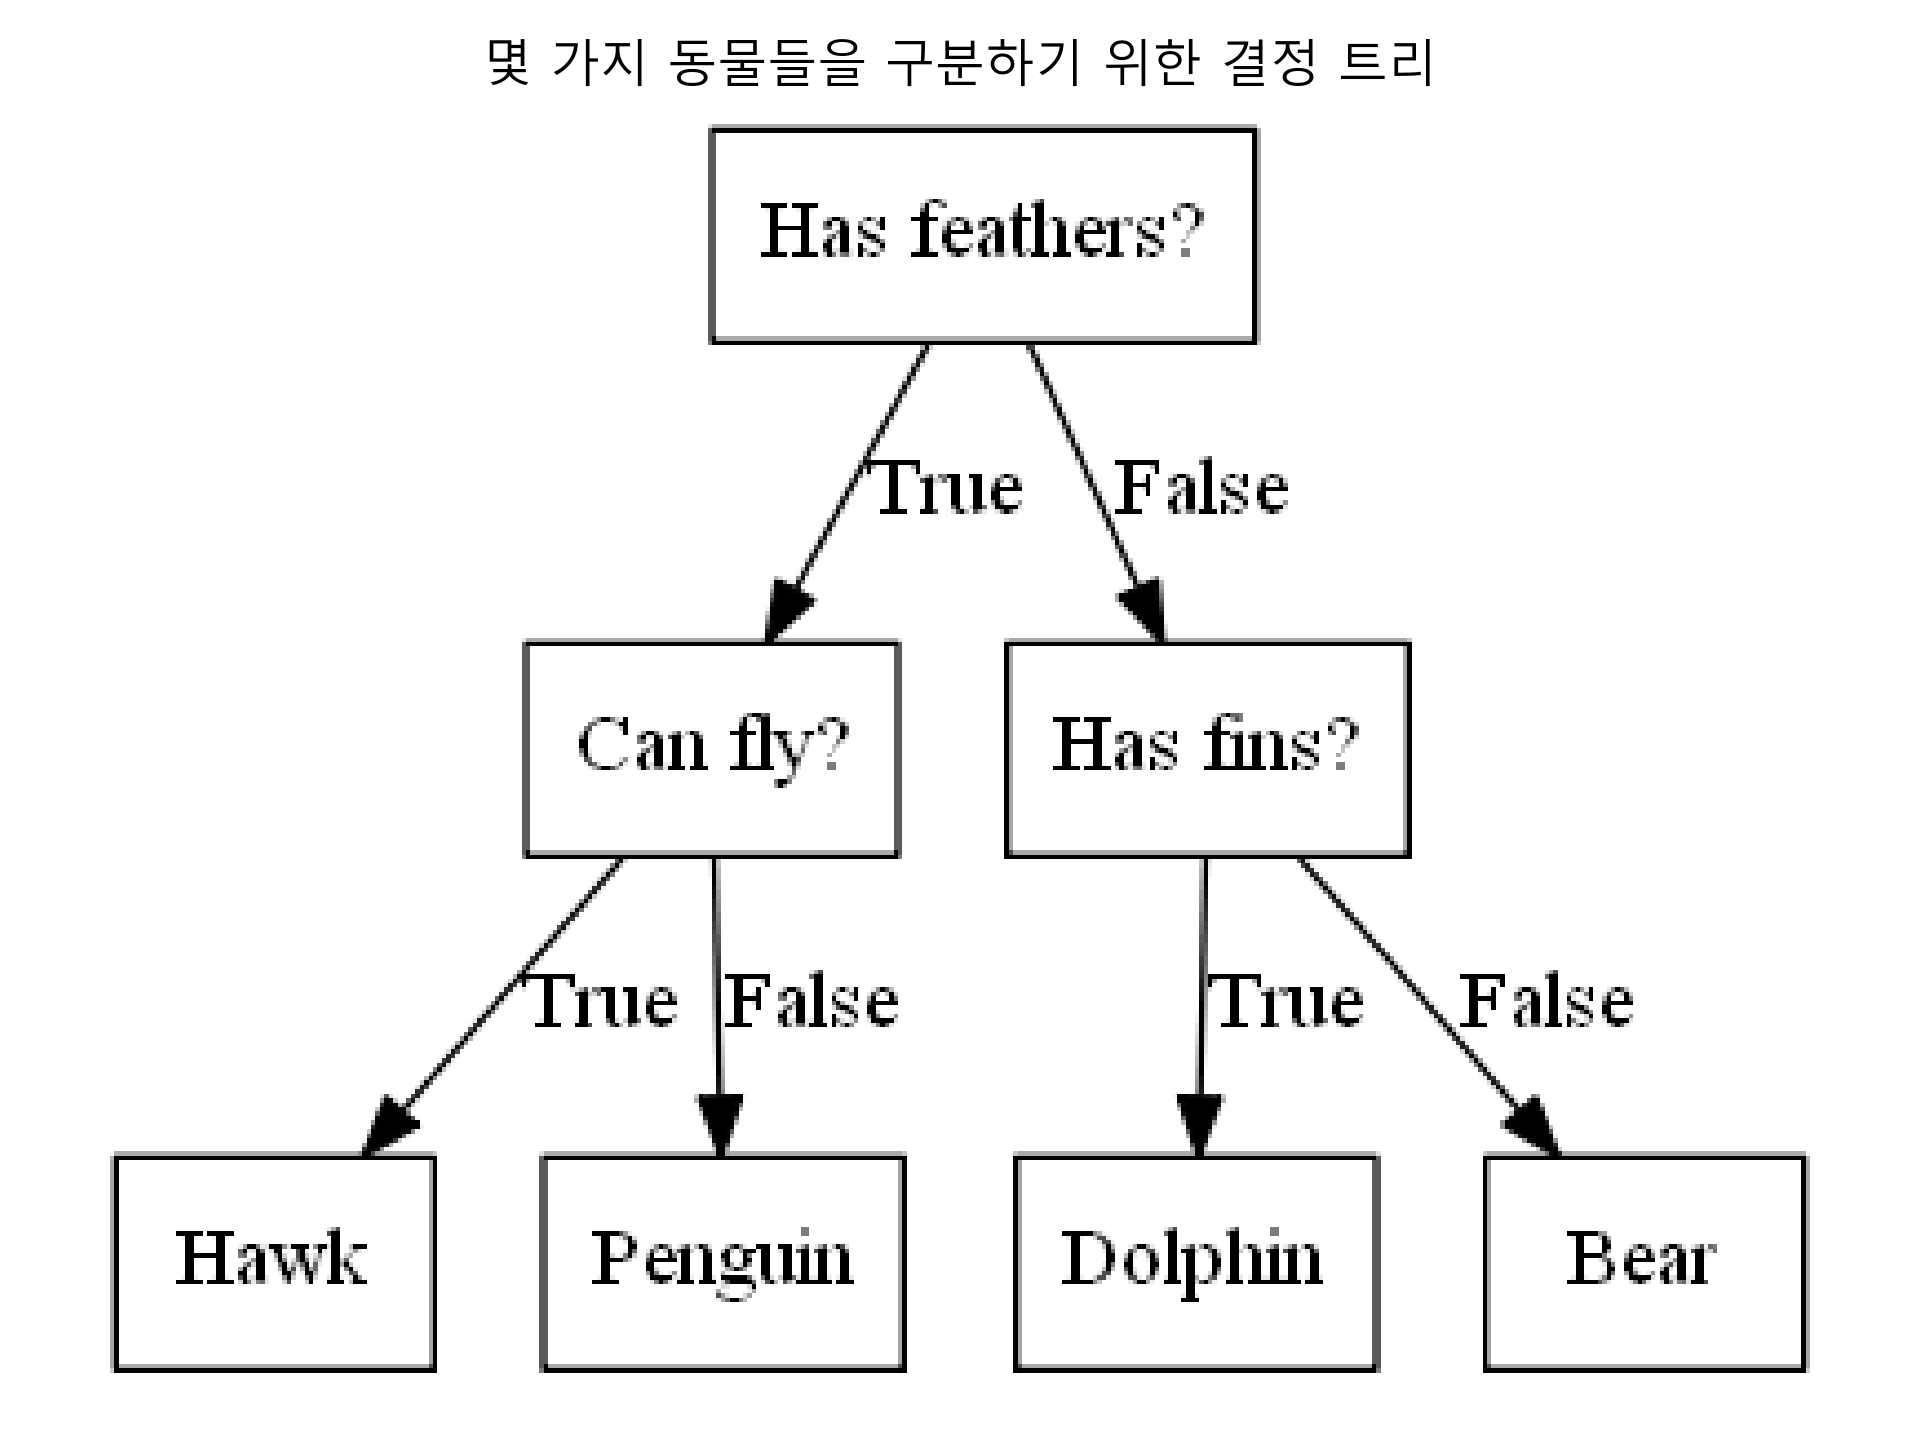 몇 가지 동물들을 구분하기 위한 결정 트리
Has feathers?
True False
Can fly? Has fins?
True False True False
Hawk Penguin Dolphin Bear